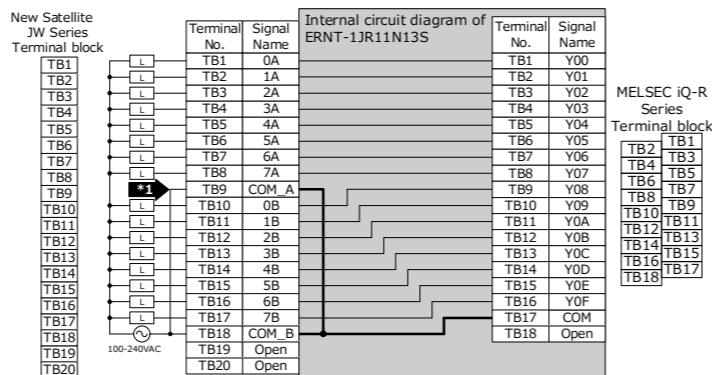 New Satellite
JW Series
Terminal block
TB1
TB2
TB3
TB4
TB5
TB6
TB7
TB8
TB9
TB10
TB11
TB12
TB13
TB14
TB15
TB16
TB17
TB18
TB19
TB20
L
L
L
L
L
L
L
L
*1
L
L
L
L
L
L
L
L
100-240VAC
Terminal No. Signal Name
TB1 0A
TB2 1A
TB3 2A
TB4 3A
TB5 4A
TB6 5A
TB7 6A
TB8 7A
TB9 COM_A
TB10 0B
TB11 1B
TB12 2B
TB13 3B
TB14 4B
TB15 5B
TB16 6B
TB17 7B
TB18 COM_B
TB19 Open
TB20 Open
Internal circuit diagram of
ERNT-1JR11N13S
Terminal No. Signal Name
TB1 Y00
TB2 Y01
TB3 Y02
TB4 Y03
TB5 Y04
TB6 Y05
TB7 Y06
TB8 Y07
TB9 Y08
TB10 Y09
TB11 Y0A
TB12 Y0B
TB13 Y0C
TB14 Y0D
TB15 Y0E
TB16 Y0F
TB17 COM
TB18 Open
MELSEC iQ-R
Series
Terminal block
TB1
TB2
TB3
TB4
TB5
TB6
TB7
TB8
TB9
TB10
TB11
TB12
TB13
TB14
TB15
TB16
TB17
TB18